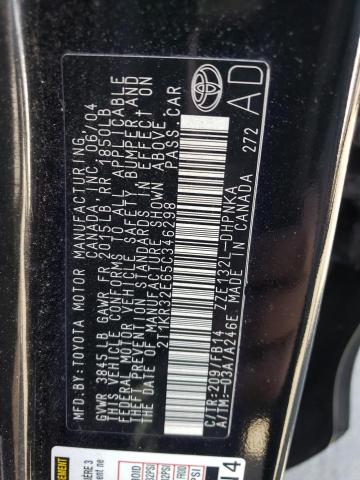 MFD.BY:TOYOTA MOTOR MANUFACTURING
CANADA, INC. 06/04
GVWR 3845LB GAWR FR 2015LB RR 1850LB
THIS VEHICLE CONFORMS TO ALL APPLICABLE
FEDERAL MOTOR VEHICLE SAFETY, BUMPER, AND
THEFT PREVENTION STANDARDS IN EFFECT ON
THE DATE OF MANUFACTURE SHOWN ABOVE.
2T1KR32E65C346298 PASS.CAR
C/TR:209/FB14 ZZE132L-DHPNKA
A/TM:-03A/A246E MADE IN CANADA 272
AD